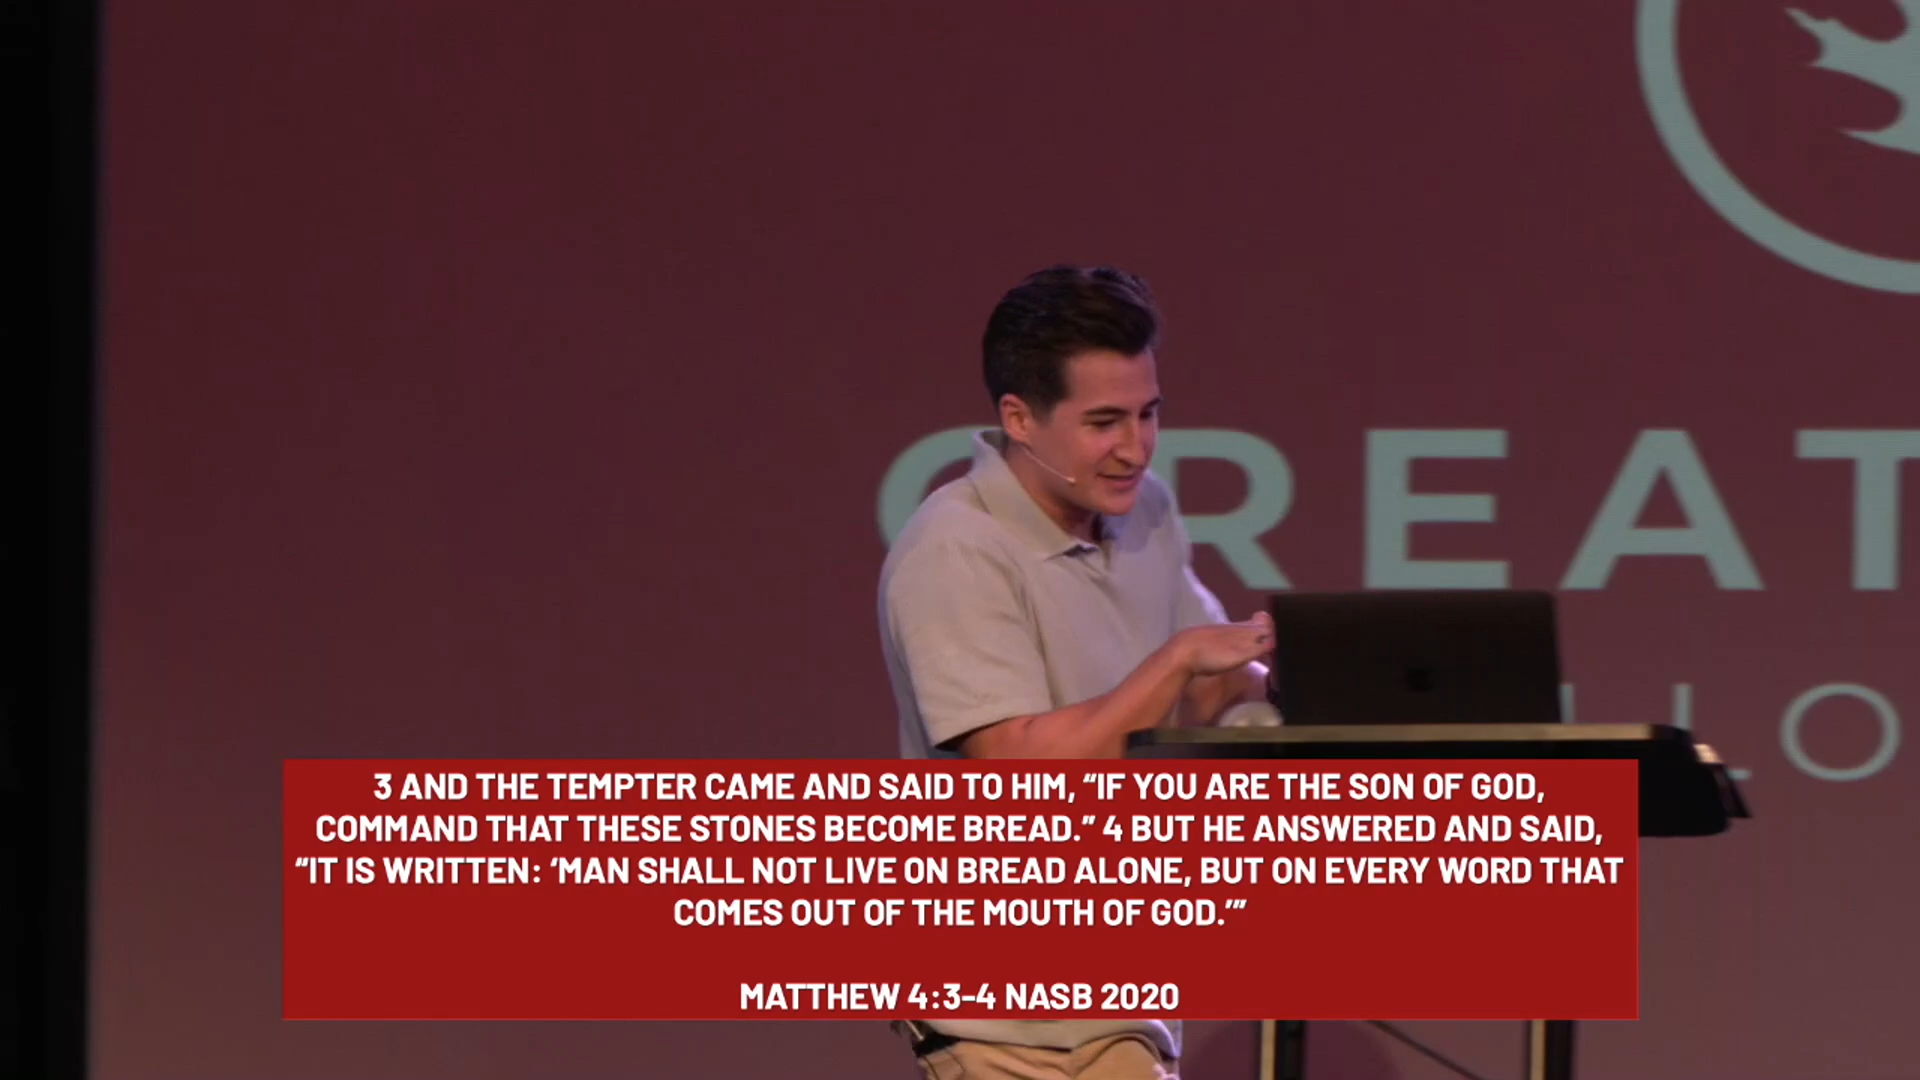 CREAT
LLO
3 AND THE TEMPTER CAME AND SAID TO HIM, “IF YOU ARE THE SON OF GOD,
COMMAND THAT THESE STONES BECOME BREAD.” 4 BUT HE ANSWERED AND SAID,
“IT IS WRITTEN: ‘MAN SHALL NOT LIVE ON BREAD ALONE, BUT ON EVERY WORD THAT
COMES OUT OF THE MOUTH OF GOD.’”
MATTHEW 4:3-4 NASB 2020